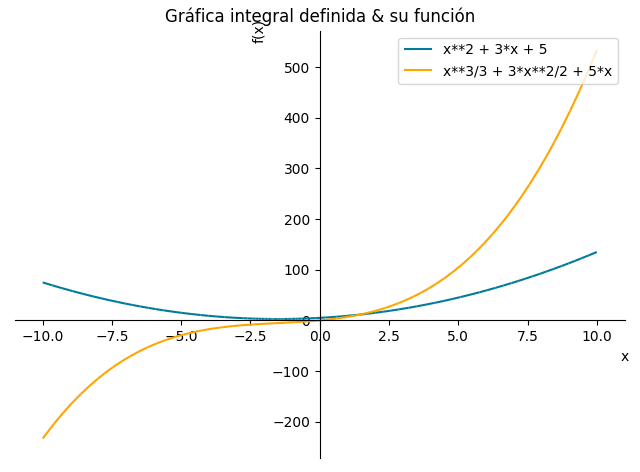 Gráfica integral definida & su función
f(x)
x**2 + 3*x + 5
x**3/3 + 3*x**2/2 + 5*x
500
400
300
200
100
0
−10.0 −7.5 −5.0 −2.5 0.0 2.5 5.0 7.5 10.0
x
−100
−200